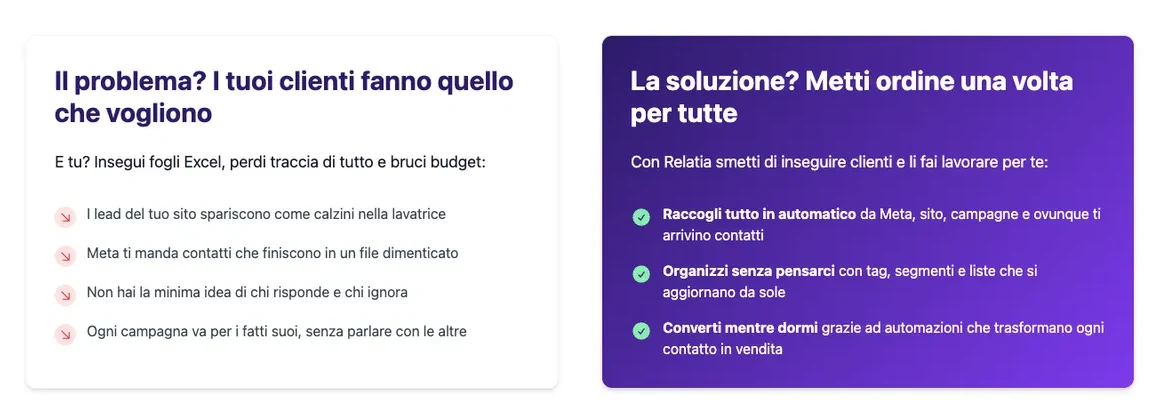 Il problema? I tuoi clienti fanno quello
che vogliono
E tu? Insegui fogli Excel, perdi traccia di tutto e bruci budget:
I lead del tuo sito spariscono come calzini nella lavatrice
Meta ti manda contatti che finiscono in un file dimenticato
Non hai la minima idea di chi risponde e chi ignora
Ogni campagna va per i fatti suoi, senza parlare con le altre
La soluzione? Metti ordine una volta
per tutte
Con Relatia smetti di inseguire clienti e li fai lavorare per te:
Raccogli tutto in automatico da Meta, sito, campagne e ovunque ti
arrivino contatti
Organizzi senza pensarci con tag, segmenti e liste che si
aggiornano da sole
Converti mentre dormi grazie ad automazioni che trasformano ogni
contatto in vendita